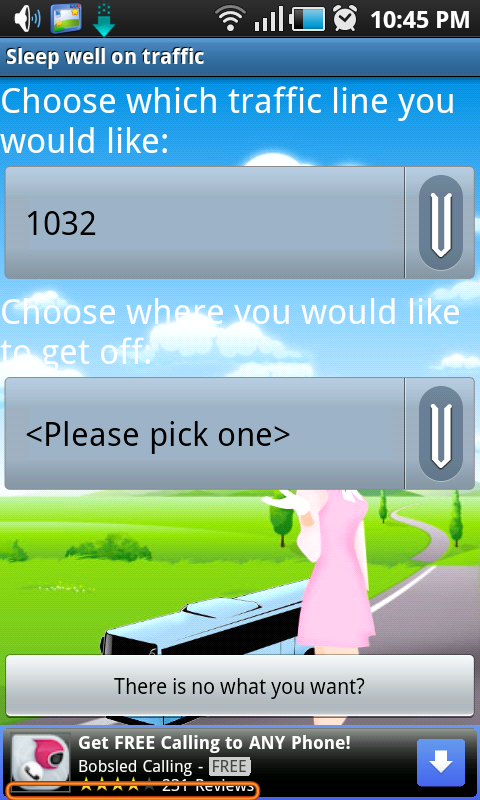 10:45 PM
Sleep well on traffic
Choose which traffic line you
would like:
1032
Choose where you would like
to get off:
<Please pick one>
There is no what you want?
Get FREE Calling to ANY Phone!
Bobsled Calling - FREE
231 Reviews